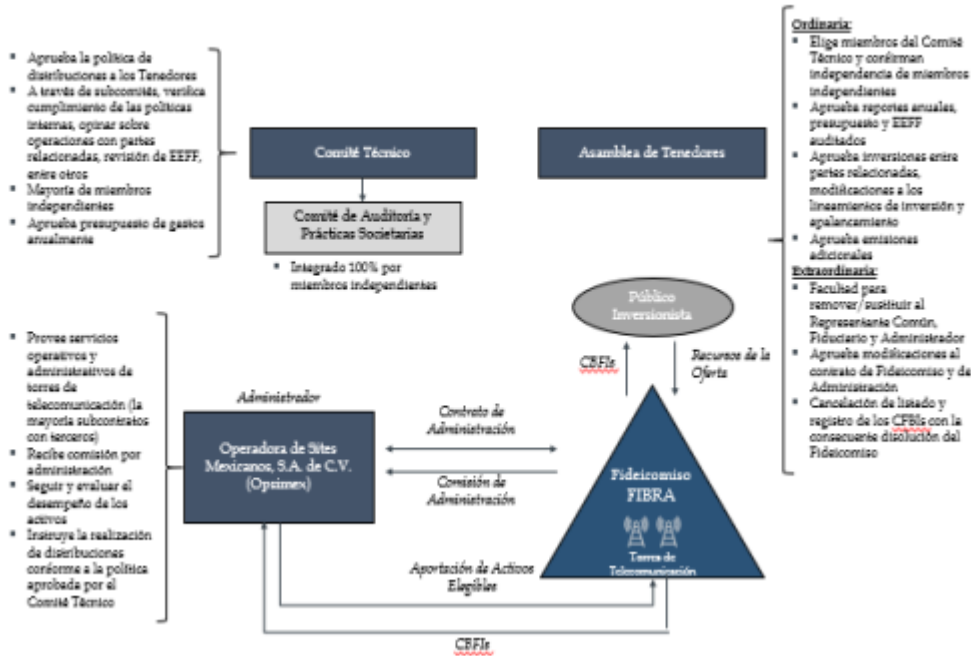 ▪ Aprueba la política de
distribuciones a los Tenedores
▪ A través de subcomités, verifica
cumplimiento de las políticas
internas, opinar sobre
operaciones con partes
relacionadas, revisión de EEFF,
entre otros
▪ Mayoría de miembros
independientes
▪ Aprueba presupuesto de gastos
anualmente
Comité Técnico
Comité de Auditoría y
Prácticas Societarias
▪ Integrado 100% por
miembros independientes
Asamblea de Tenedores
Ordinaria:
▪ Elige miembros del Comité
Técnico y confirman
independencia de miembros
independientes
▪ Aprueba reportes anuales,
presupuesto y EEFF
auditados
▪ Aprueba inversiones entre
partes relacionadas,
modificaciones a los
lineamientos de inversión y
apalancamiento
▪ Aprueba emisiones
adicionales
Extraordinaria:
▪ Facultad para
remover/sustituir al
Representante Común,
Fiduciario y Administrador
▪ Aprueba modificaciones al
contrato de Fideicomiso y de
Administración
▪ Cancelación de listado y
registro de los CFBIs con la
consecuente disolución del
Fideicomiso
Público
Inversionista
CBFIs
Recursos de la
Oferta
▪ Provee servicios
operativos y
administrativos de
torres de
telecomunicación (la
mayoría subcontratos
con terceros)
▪ Recibe comisión por
administración
▪ Seguir y evaluar el
desempeño de los
activos
▪ Instruye la realización
de distribuciones
conforme a la política
aprobada por el
Comité Técnico
Administrador
Operadora de Sites
Mexicanos, S.A. de C.V.
(Opsimex)
Contrato de
Administración
Comisión de
Administración
Fideicomiso
FIBRA
Torres de
Telecomunicación
Aportación de Activos
Elegibles
CBFIs